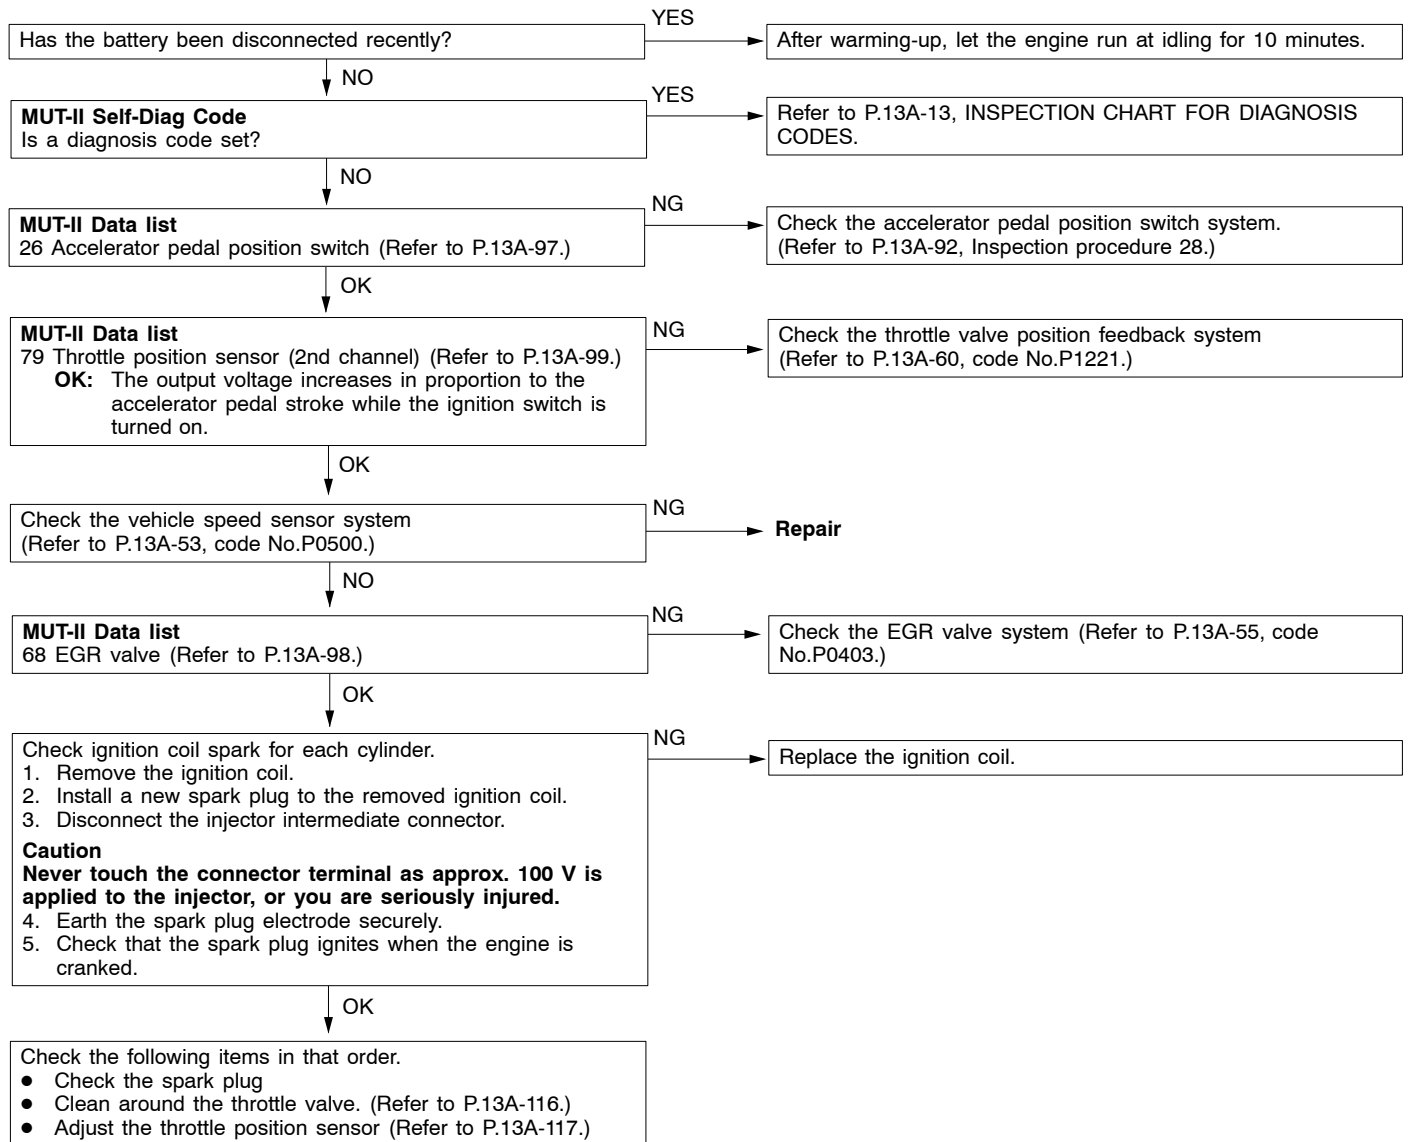 Has the battery been disconnected recently?
YES
After warming-up, let the engine run at idling for 10 minutes.
NO
MUT-II Self-Diag Code
Is a diagnosis code set?
YES
Refer to P.13A-13, INSPECTION CHART FOR DIAGNOSIS
CODES.
NO
MUT-II Data list
26 Accelerator pedal position switch (Refer to P.13A-97.)
NG
Check the accelerator pedal position switch system.
(Refer to P.13A-92, Inspection procedure 28.)
OK
MUT-II Data list
79 Throttle position sensor (2nd channel) (Refer to P.13A-99.)
OK: The output voltage increases in proportion to the
accelerator pedal stroke while the ignition switch is
turned on.
NG
Check the throttle valve position feedback system
(Refer to P.13A-60, code No.P1221.)
OK
Check the vehicle speed sensor system
(Refer to P.13A-53, code No.P0500.)
NG
Repair
NO
MUT-II Data list
68 EGR valve (Refer to P.13A-98.)
NG
Check the EGR valve system (Refer to P.13A-55, code
No.P0403.)
OK
Check ignition coil spark for each cylinder.
1. Remove the ignition coil.
2. Install a new spark plug to the removed ignition coil.
3. Disconnect the injector intermediate connector.
Caution
Never touch the connector terminal as approx. 100 V is
applied to the injector, or you are seriously injured.
4. Earth the spark plug electrode securely.
5. Check that the spark plug ignites when the engine is
cranked.
NG
Replace the ignition coil.
OK
Check the following items in that order.
● Check the spark plug
● Clean around the throttle valve. (Refer to P.13A-116.)
● Adjust the throttle position sensor (Refer to P.13A-117.)